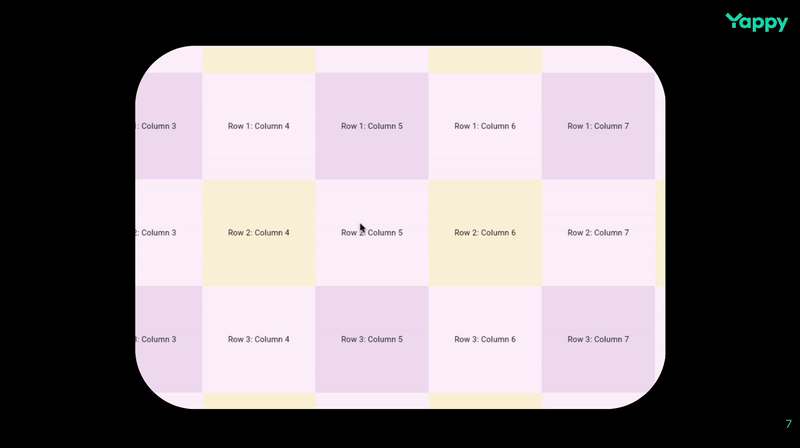 Yappy
: Column 3
Row 1: Column 4
Row 1: Column 5
Row 1: Column 6
Row 1: Column 7
2: Column 3
Row 2: Column 4
Row 2: Column 5
Row 2: Column 6
Row 2: Column 7
: Column 3
Row 3: Column 4
Row 3: Column 5
Row 3: Column 6
Row 3: Column 7
7